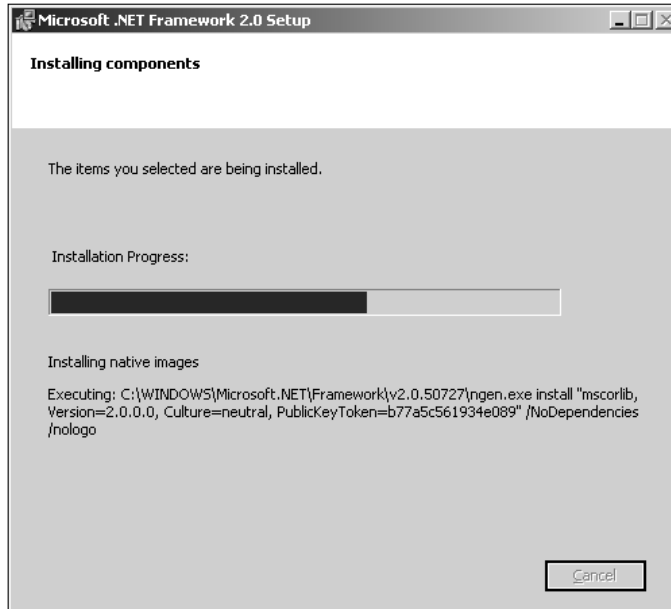 Microsoft .NET Framework 2.0 Setup
Installing components
The items you selected are being installed.
Installation Progress:
Installing native images
Executing: C:\WINDOWS\Microsoft.NET\Framework\v2.0.50727\ngen.exe install "mscorlib,
Version=2.0.0.0, Culture=neutral, PublicKeyToken=b77a5c561934e089" /NoDependencies
/nologo
Cancel